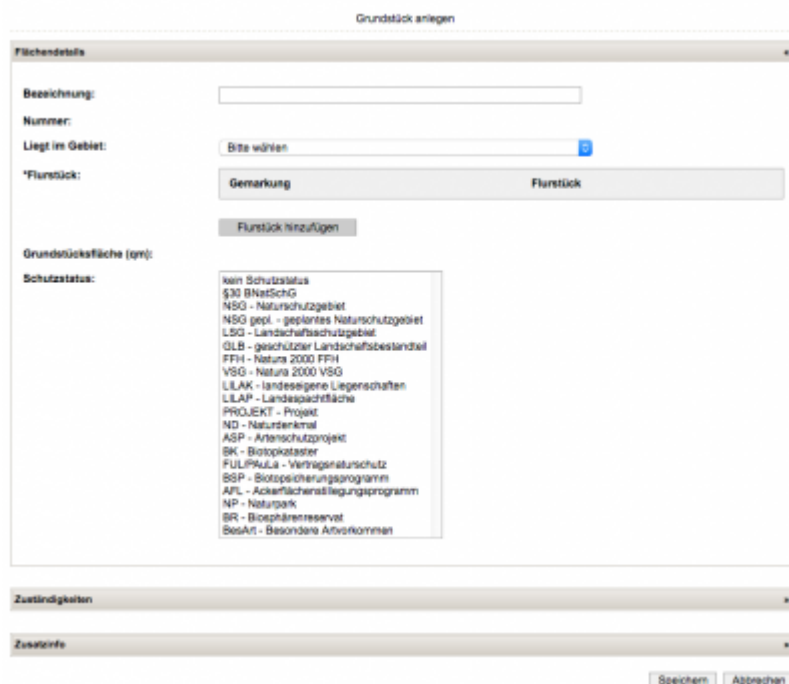 Grundstück anlegen
Flächendetails
Bezeichnung:
Nummer:
Liegt im Gebiet: Bitte wählen
*Flurstück: Gemarkung Flurstück
Flurstück hinzufügen
Grundstücksfläche (qm):
Schutzstatus: kein Schutzstatus
§30 BNatSchG
NSG - Naturschutzgebiet
NSG gepl. - geplantes Naturschutzgebiet
LSG - Landschaftsschutzgebiet
GLB - geschützter Landschaftsbestandteil
FFH - Natura 2000 FFH
VSG - Natura 2000 VSG
LILAK - landeseigene Liegenschaften
LILAP - Landespachtfläche
PROJEKT - Projekt
ND - Naturdenkmal
ASP - Artenschutzprojekt
BK - Biotopkataster
FUL/PAuLa - Vertragsnaturschutz
BSP - Biotopsicherungsprogramm
AFL - Ackerflächenstillegungsprogramm
NP - Naturpark
BR - Biosphärenreservat
BesArt - Besondere Artvorkommen
Zuständigkeiten
Zusatzinfo
Speichern Abbrechen